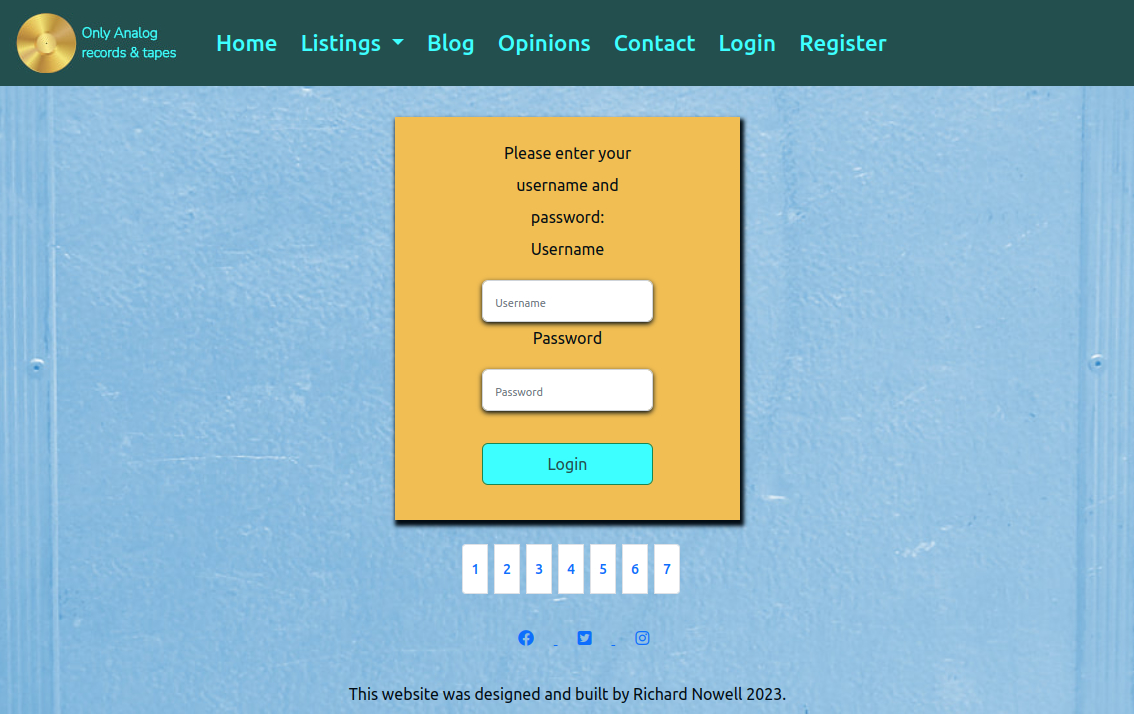 Only Analog
records & tapes
Home Listings Blog Opinions Contact Login Register
Please enter your
username and
password:
Username
Username
Password
Password
Login
1 2 3 4 5 6 7
This website was designed and built by Richard Nowell 2023.